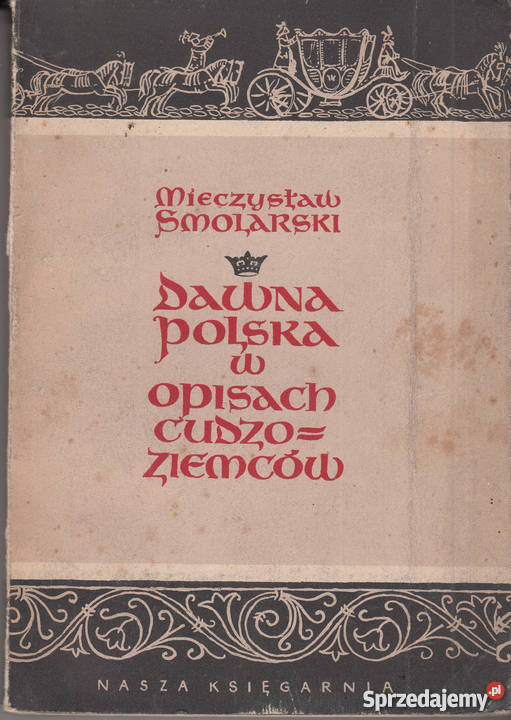 Mieczysław
Smolarski
Dawna
Polska
w
opisach
cudzo=
ziemców
NASZA KSIĘGARNIA
Sprzedajemy.pl